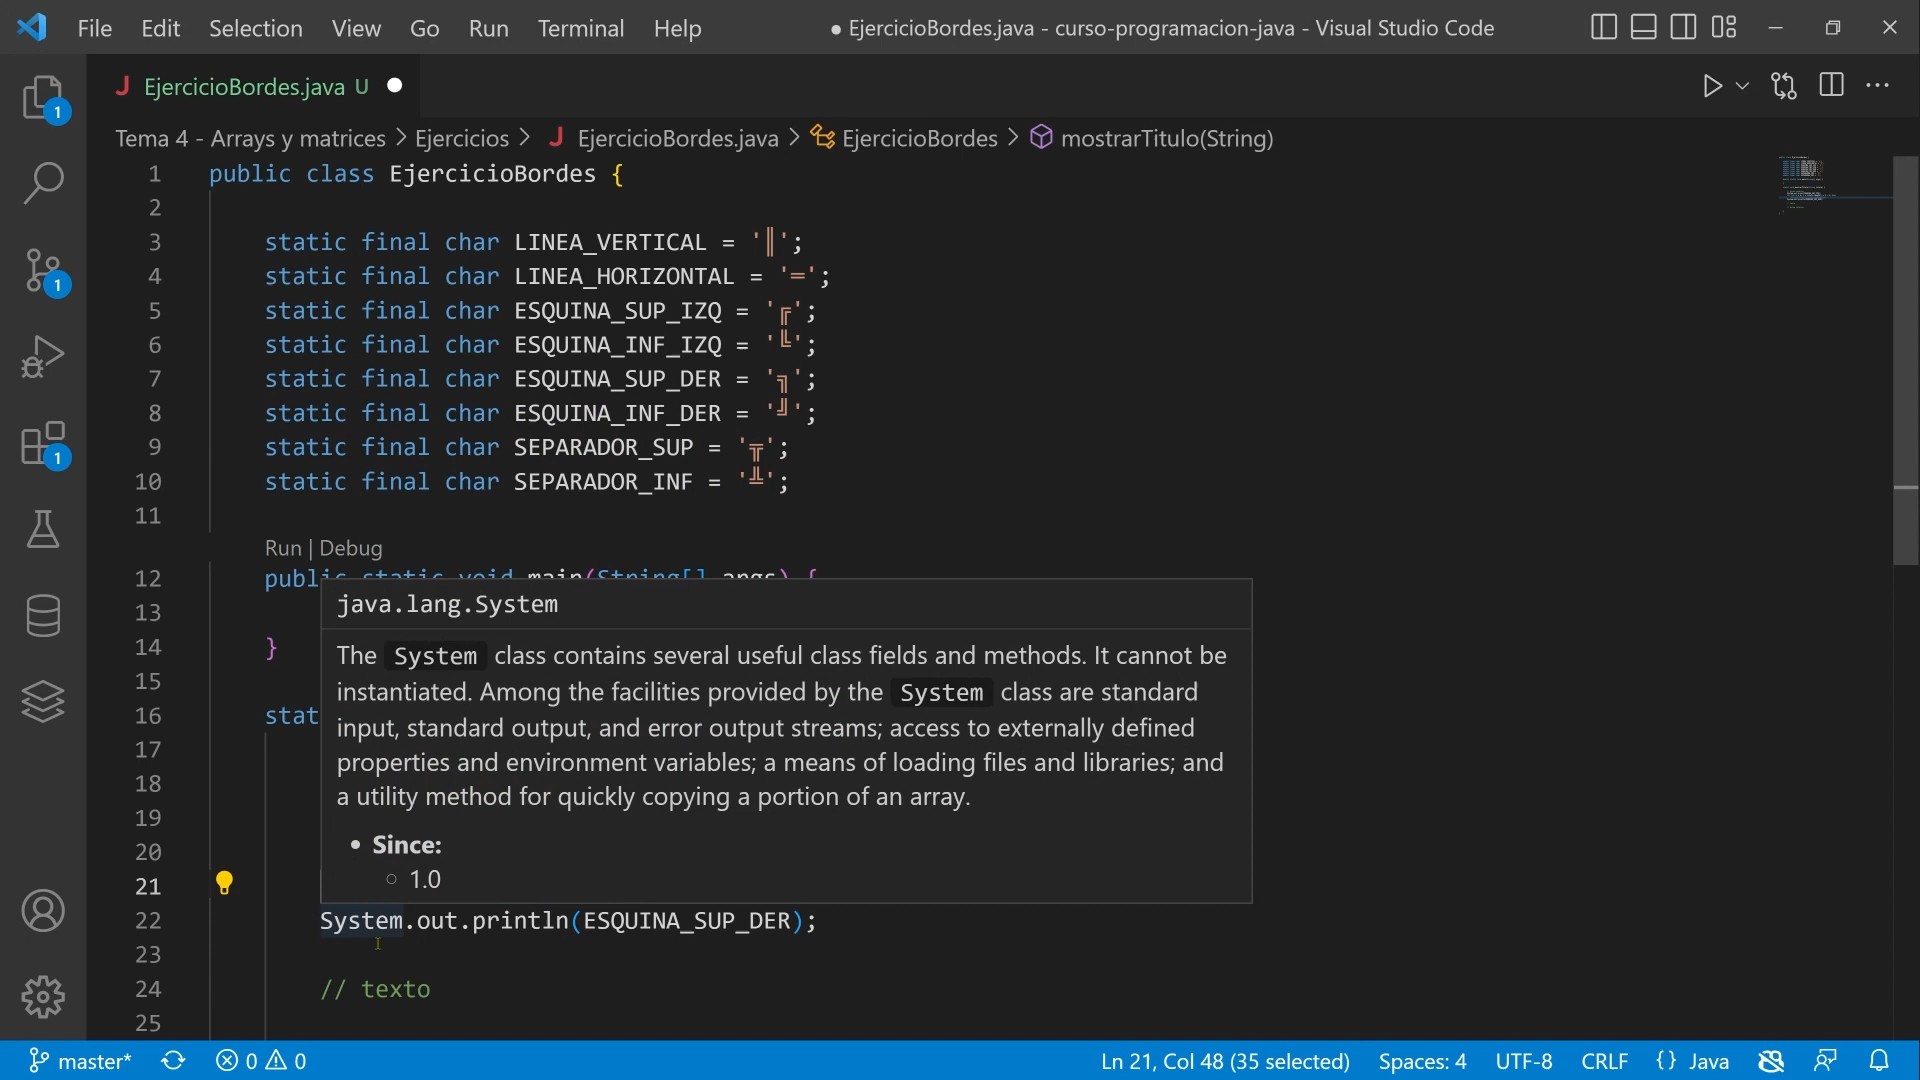 File Edit Selection View Go Run Terminal Help ● EjercicioBordes.java - curso-programacion-java - Visual Studio Code
EjercicioBordes.java U
Tema 4 - Arrays y matrices > Ejercicios > EjercicioBordes.java > EjercicioBordes > mostrarTitulo(String)
1 public class EjercicioBordes {
2
3 static final char LINEA_VERTICAL = '║';
4 static final char LINEA_HORIZONTAL = '═';
5 static final char ESQUINA_SUP_IZQ = '╔';
6 static final char ESQUINA_INF_IZQ = '╚';
7 static final char ESQUINA_SUP_DER = '╗';
8 static final char ESQUINA_INF_DER = '╝';
9 static final char SEPARADOR_SUP = '╦';
10 static final char SEPARADOR_INF = '╩';
11
Run | Debug
12 public static void main(String[] args) {
java.lang.System
13
14 }
The System class contains several useful class fields and methods. It cannot be
15
instantiated. Among the facilities provided by the System class are standard
16 stat
input, standard output, and error output streams; access to externally defined
17
properties and environment variables; a means of loading files and libraries; and
18
a utility method for quickly copying a portion of an array.
19
• Since:
20
○ 1.0
21
22 System.out.println(ESQUINA_SUP_DER);
23
24 // texto
25
1
1
1
master* 0 0 Ln 21, Col 48 (35 selected) Spaces: 4 UTF-8 CRLF {} Java